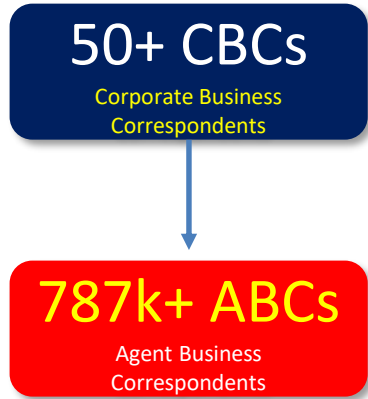 50+ CBCs
Corporate Business
Correspondents
787k+ ABCs
Agent Business
Correspondents